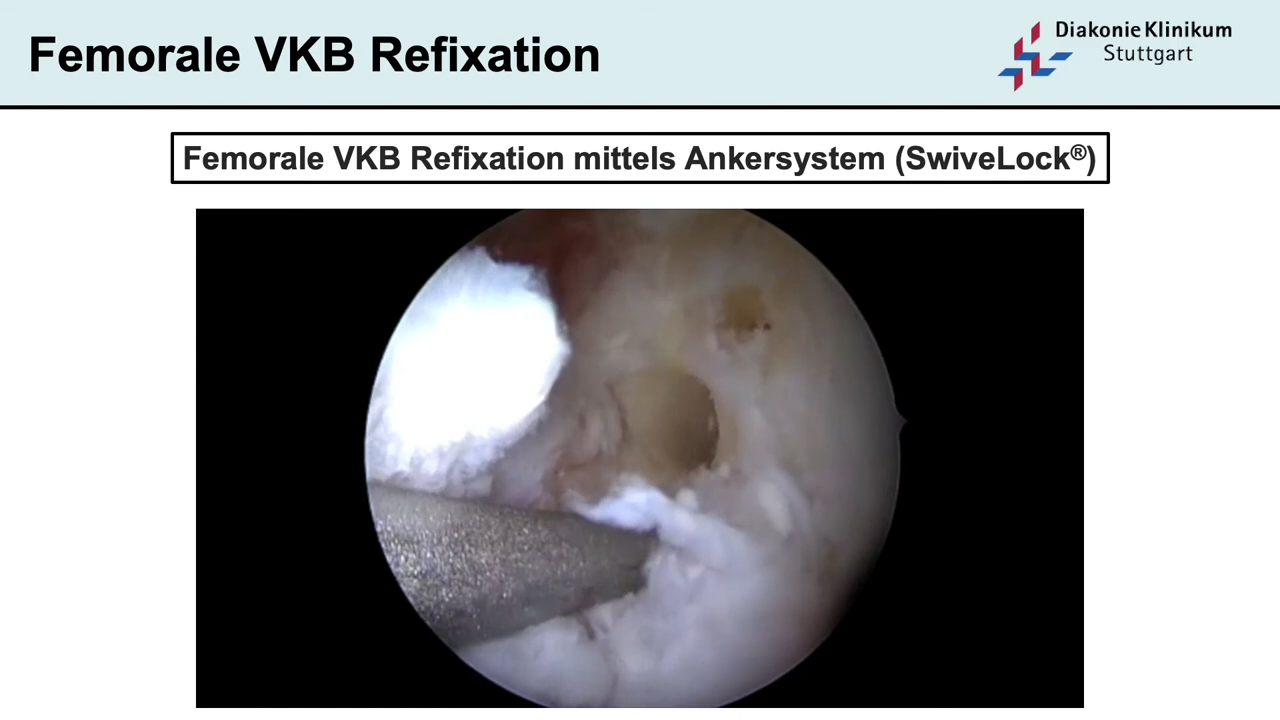 Femorale VKB Refixation
Diakonie Klinikum
Stuttgart
Femorale VKB Refixation mittels Ankersystem (SwiveLock®)